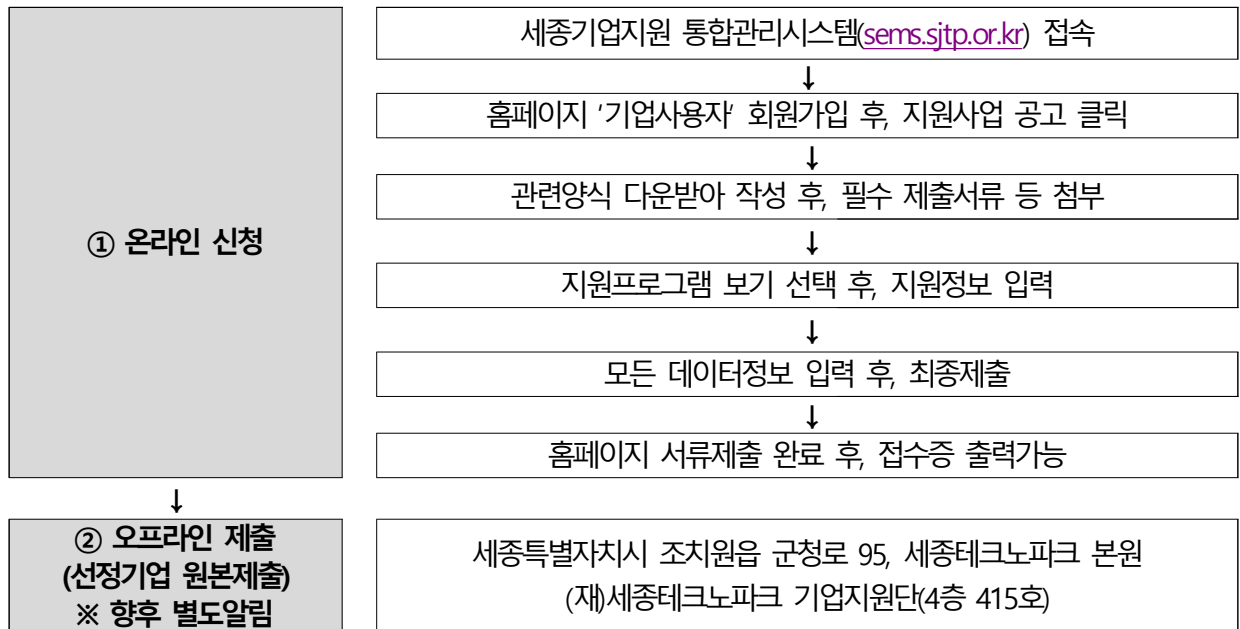 세종기업지원 통합관리시스템(sems.sjtp.or.kr) 접속
↓
홈페이지 '기업사용자' 회원가입 후, 지원사업 공고 클릭
↓
관련양식 다운받아 작성 후, 필수 제출서류 등 첨부
↓
① 온라인 신청
지원프로그램 보기 선택 후, 지원정보 입력
↓
모든 데이터정보 입력 후, 최종제출
↓
홈페이지 서류제출 완료 후, 접수증 출력가능
↓
② 오프라인 제출
(선정기업 원본제출)
※ 향후 별도알림
세종특별자치시 조치원읍 군청로 95, 세종테크노파크 본원
(재)세종테크노파크 기업지원단(4층 415호)